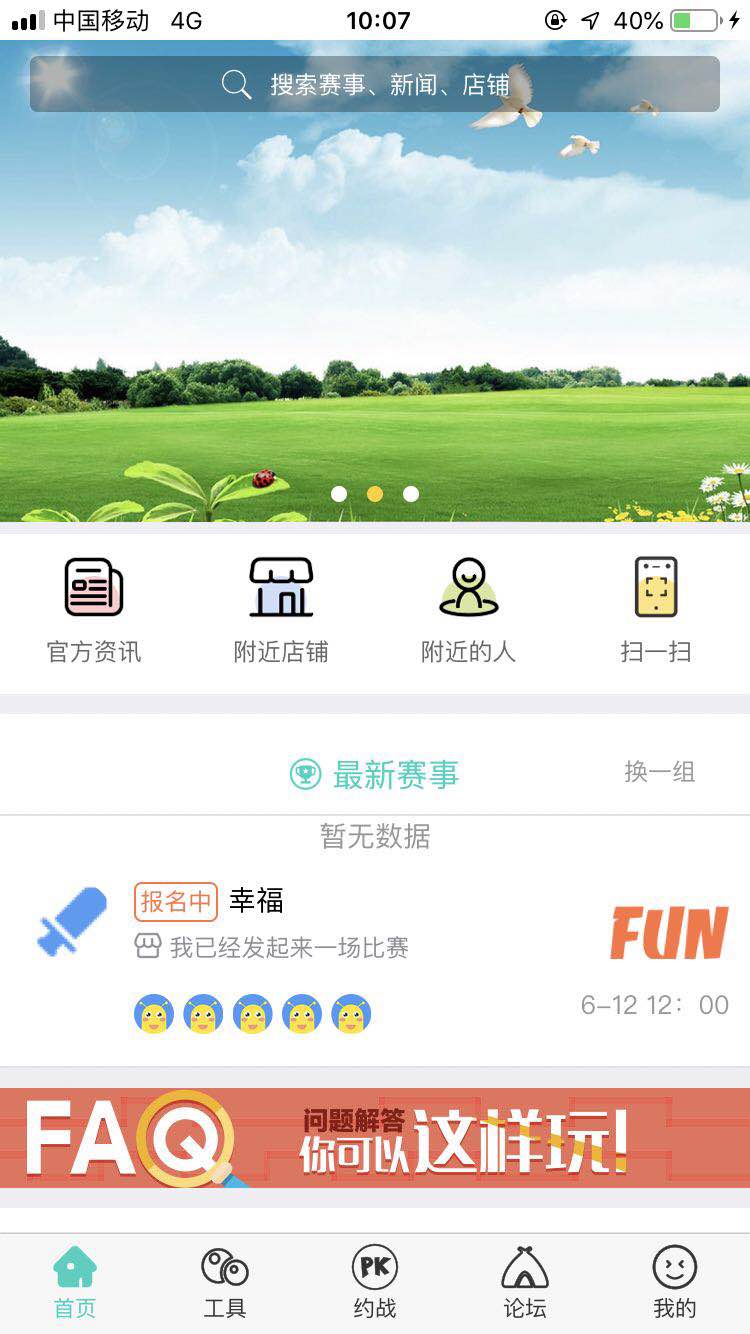 中国移动 4G 10:07 40%
搜索赛事、新闻、店铺
官方资讯 附近店铺 附近的人 扫一扫
最新赛事 换一组
暂无数据
报名中 幸福
我已经发起来一场比赛
FUN
6-12 12：00
FAQ 问题解答
你可以这样玩!
PK
首页 工具 约战 论坛 我的